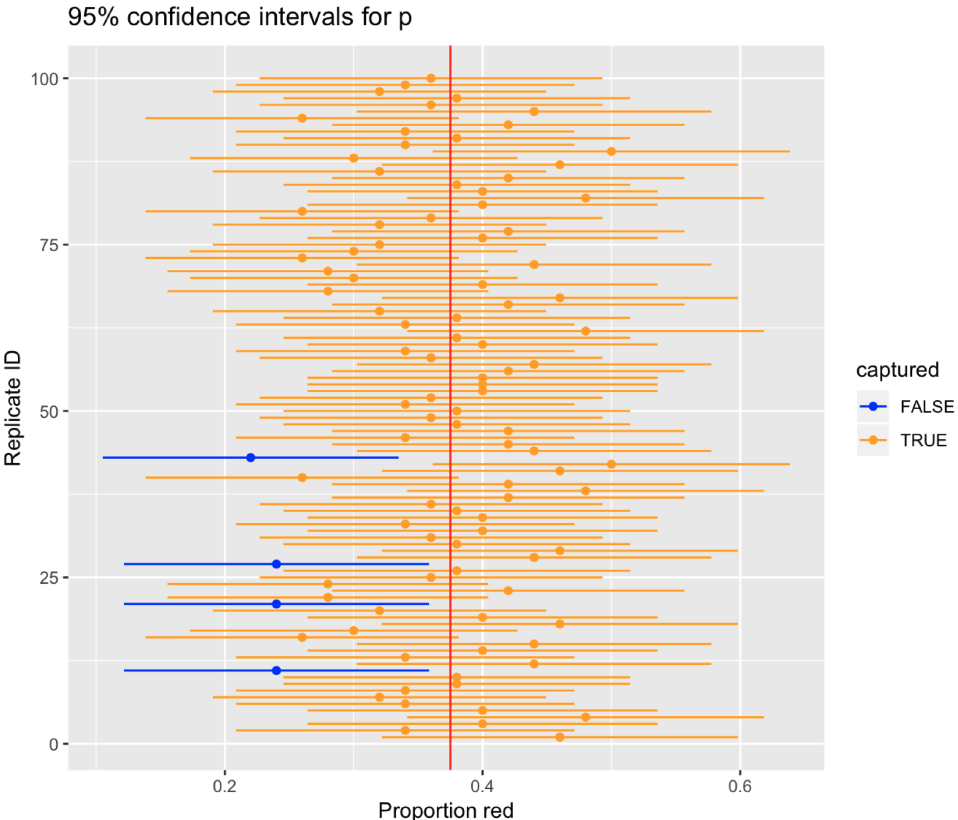 95% confidence intervals for p
100
75
50
25
0
Replicate ID
0.2
0.4
0.6
Proportion red
captured
FALSE
TRUE